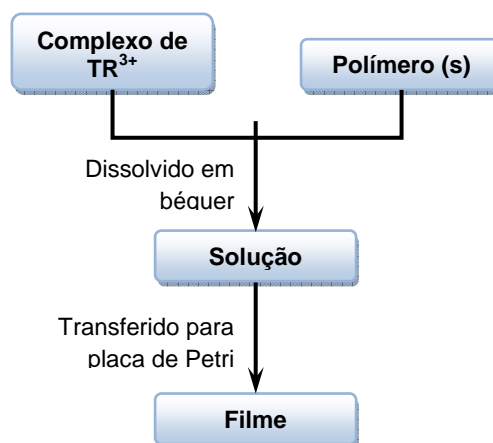 Complexo de
TR3+
Polímero (s)
Dissolvido em
béquer
Solução
Transferido para
placa de Petri
Filme